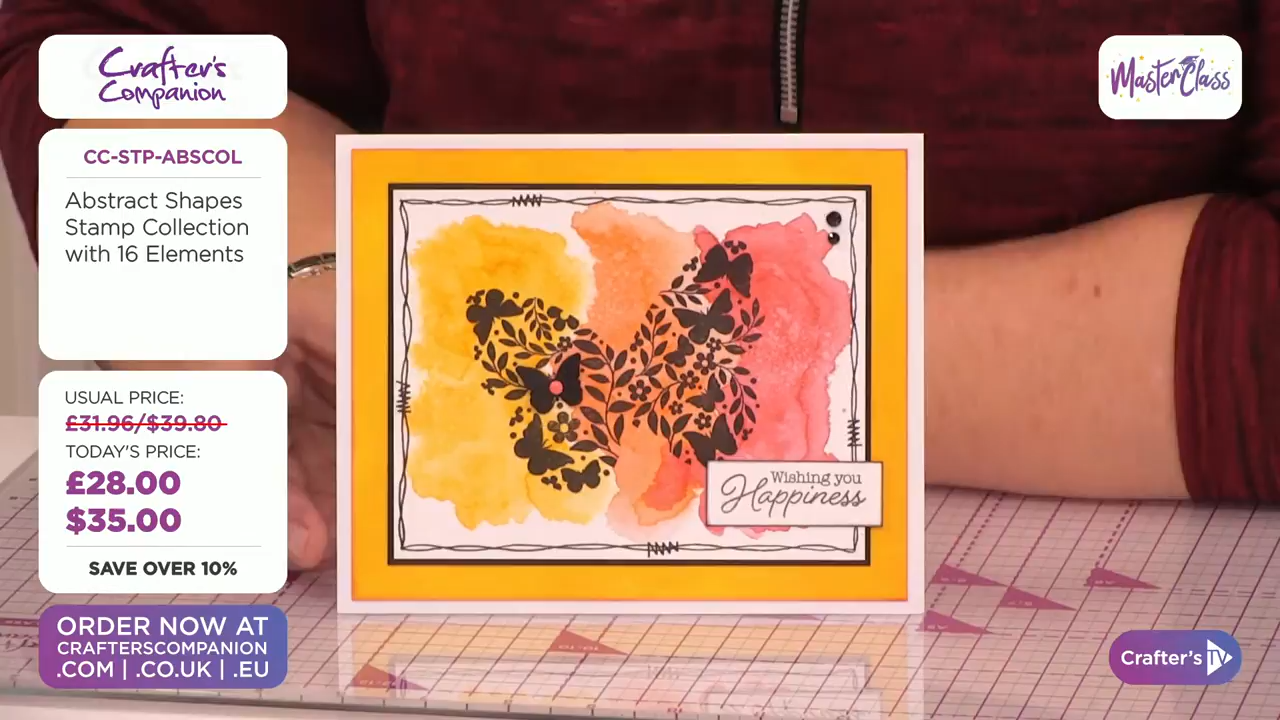 Crafter's
Companion
CC-STP-ABSCOL
Abstract Shapes
Stamp Collection
with 16 Elements
USUAL PRICE:
£31.96/$39.80
TODAY'S PRICE:
£28.00
$35.00
SAVE OVER 10%
ORDER NOW AT
CRAFTERSCOMPANION
.COM | .CO.UK | .EU
MasterClass
Wishing you
Happiness
Crafter's TV